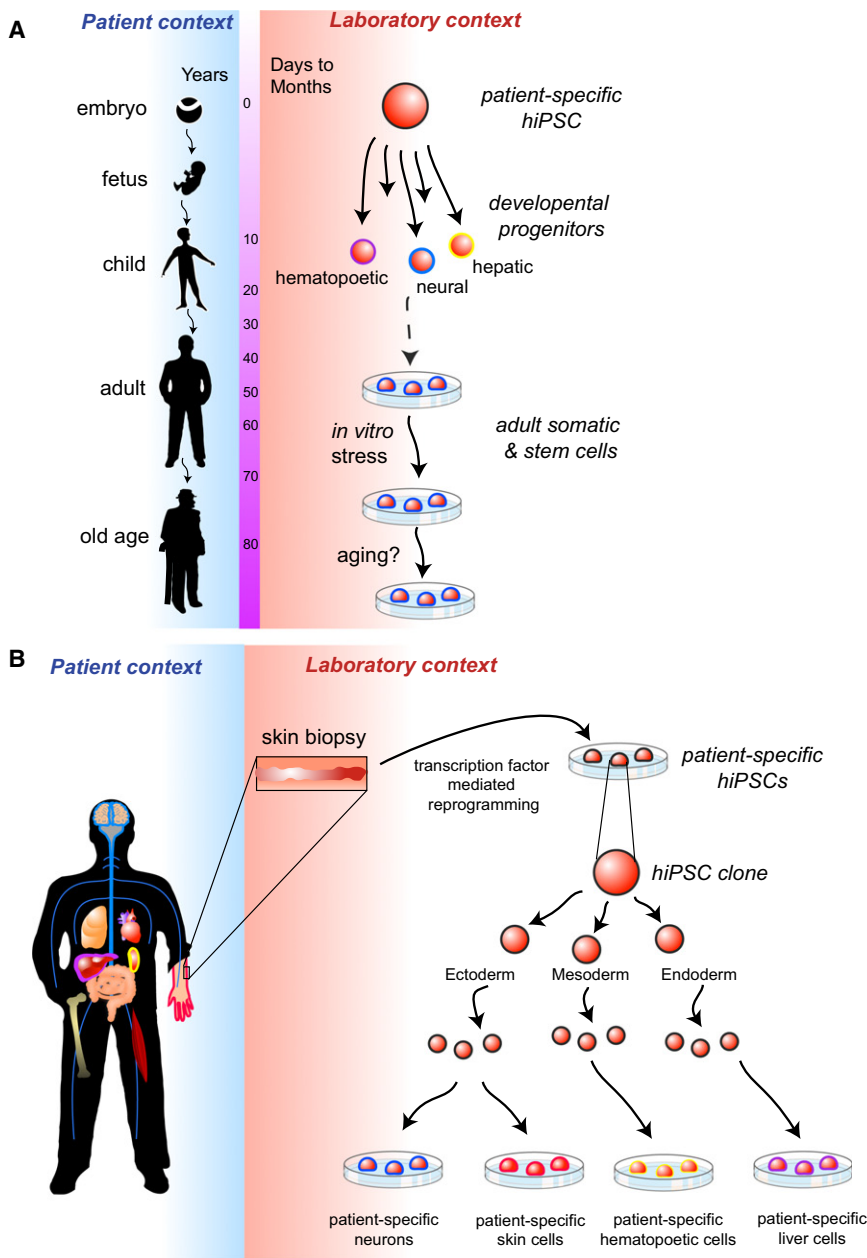 A
Patient context
Laboratory context
Years
Days to
Months
embryo
0
patient-specific
hiPSC
fetus
developental
progenitors
10
child
hematopoetic
neural
hepatic
20
30
40
adult
50
60
in vitro
stress
adult somatic
& stem cells
70
old age
80
aging?
B
Patient context
Laboratory context
skin biopsy
transcription factor
mediated
reprogramming
patient-specific
hiPSCs
hiPSC clone
Ectoderm
Mesoderm
Endoderm
patient-specific
neurons
patient-specific
skin cells
patient-specific
hematopoetic cells
patient-specific
liver cells